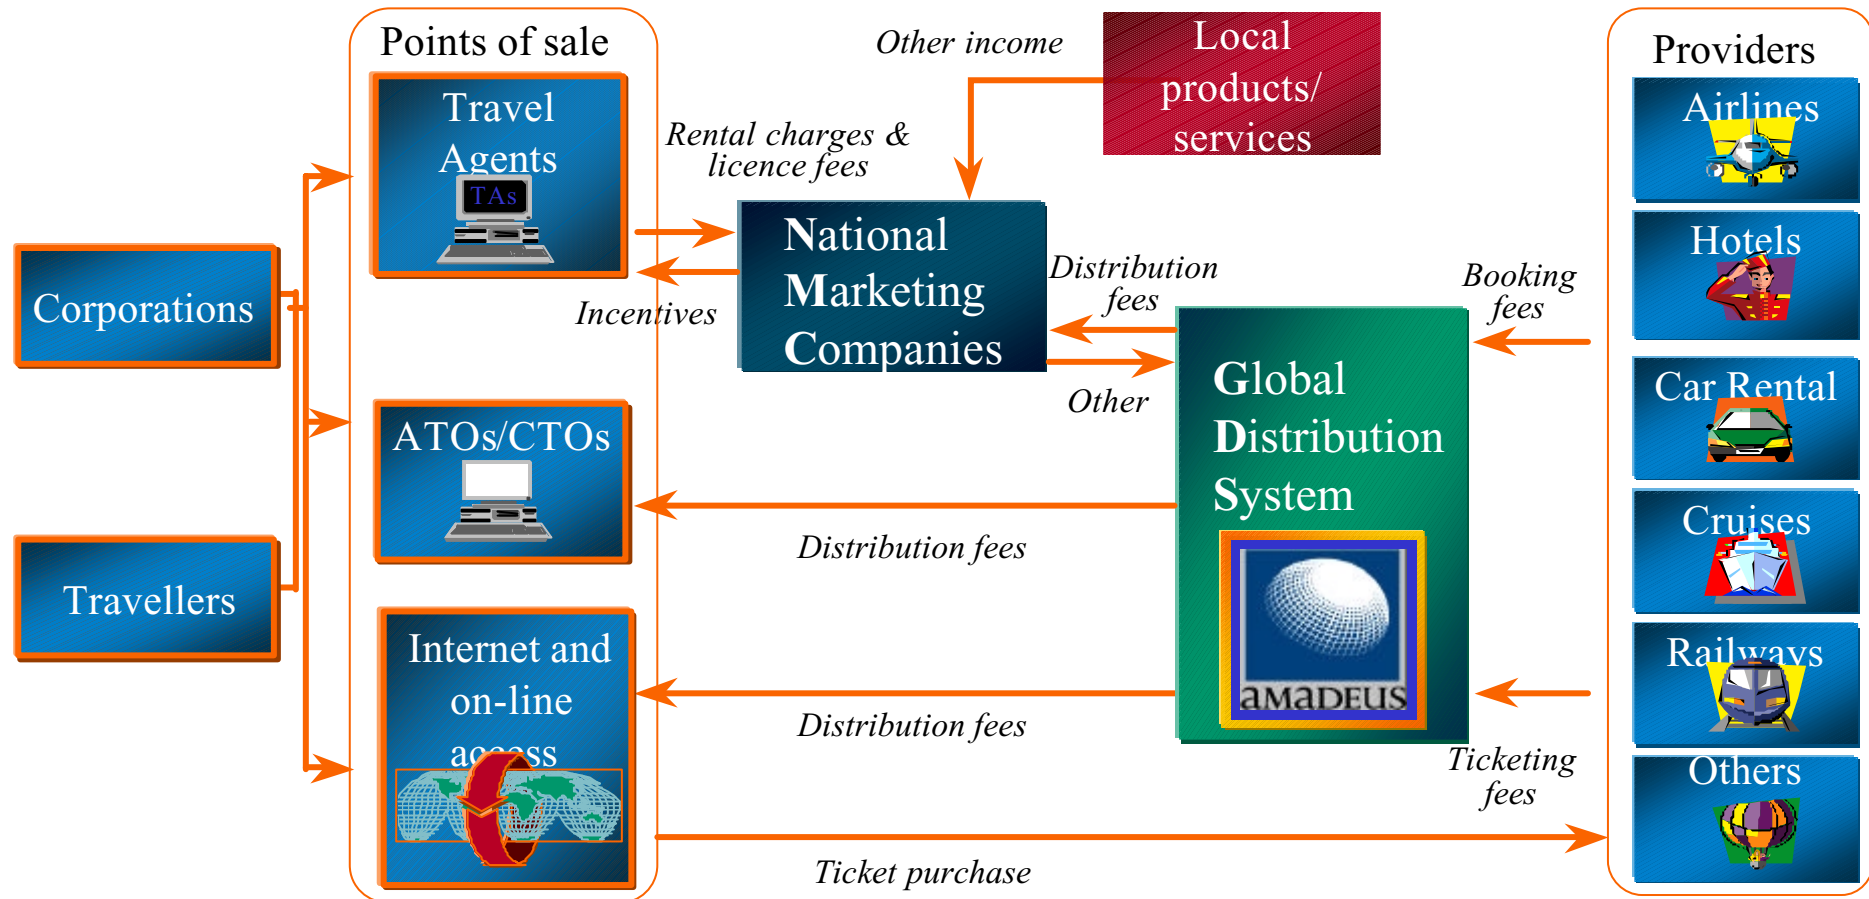 Points of sale
Travel
Agents
TAs
ATOs/CTOs
Internet and
on-line
access
Corporations
Travellers
Rental charges &
licence fees
Incentives
Other income
Local
products/
services
National
Marketing
Companies
Distribution
fees
Other
Global
Distribution
System
amadeus
Distribution fees
Distribution fees
Ticket purchase
Booking
fees
Ticketing
fees
Providers
Airlines
Hotels
Car Rental
Cruises
Railways
Others